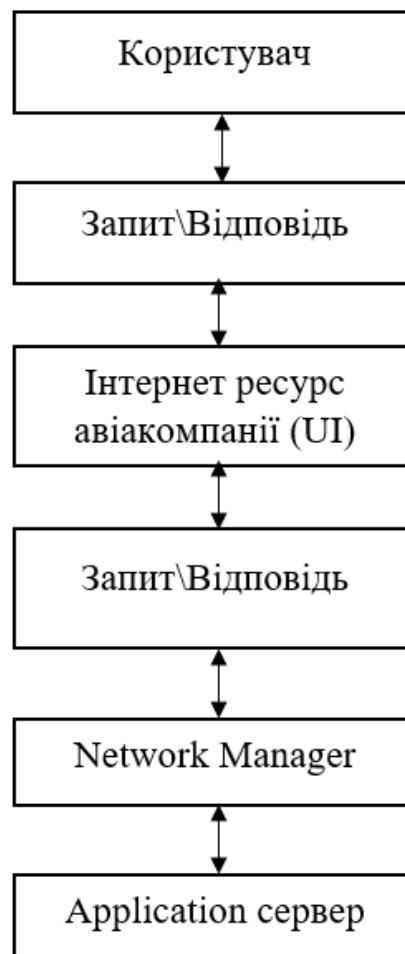 Користувач
Запит\Відповідь
Інтернет ресурс
авіакомпанії (UI)
Запит\Відповідь
Network Manager
Application сервер